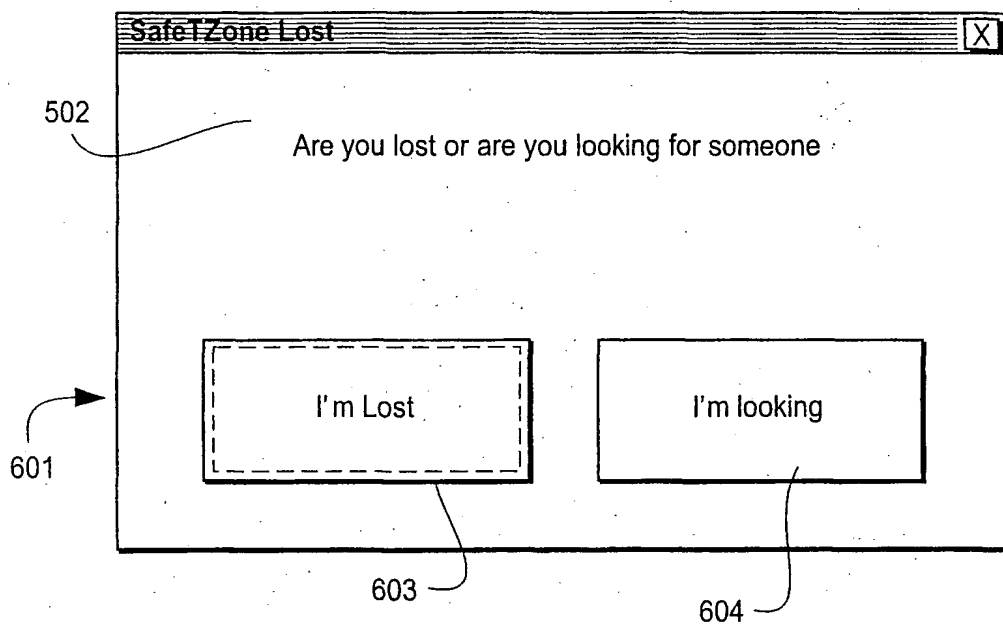 SafeTZone Lost X
502
Are you lost or are you looking for someone
I'm Lost I'm looking
601
603
604